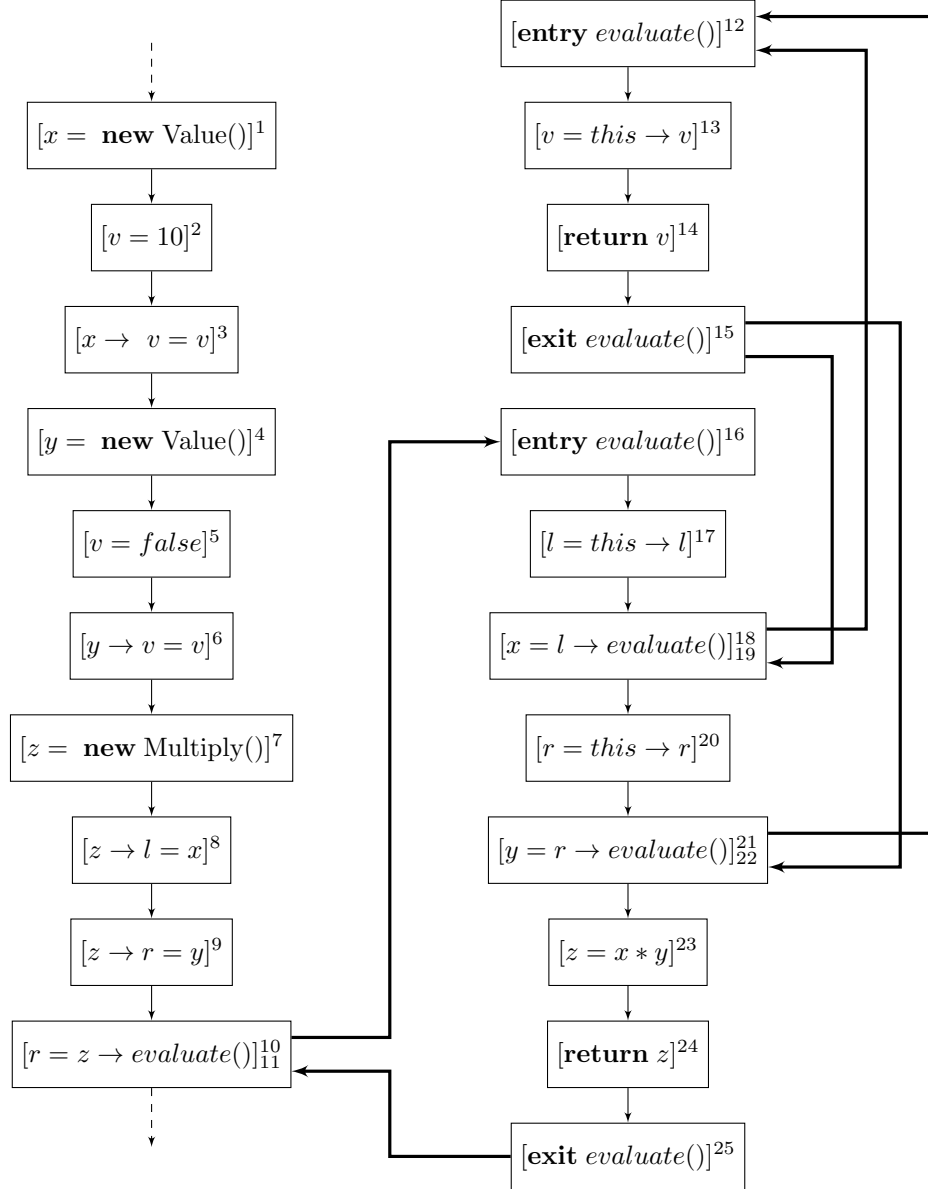 [x = new Value()]^1
[v = 10]^2
[x → v = v]^3
[y = new Value()]^4
[v = false]^5
[y → v = v]^6
[z = new Multiply()]^7
[z → l = x]^8
[z → r = y]^9
[r = z → evaluate()]^10_11
[entry evaluate()]^12
[v = this → v]^13
[return v]^14
[exit evaluate()]^15
[entry evaluate()]^16
[l = this → l]^17
[x = l → evaluate()]^18_19
[r = this → r]^20
[y = r → evaluate()]^21_22
[z = x ∗ y]^23
[return z]^24
[exit evaluate()]^25